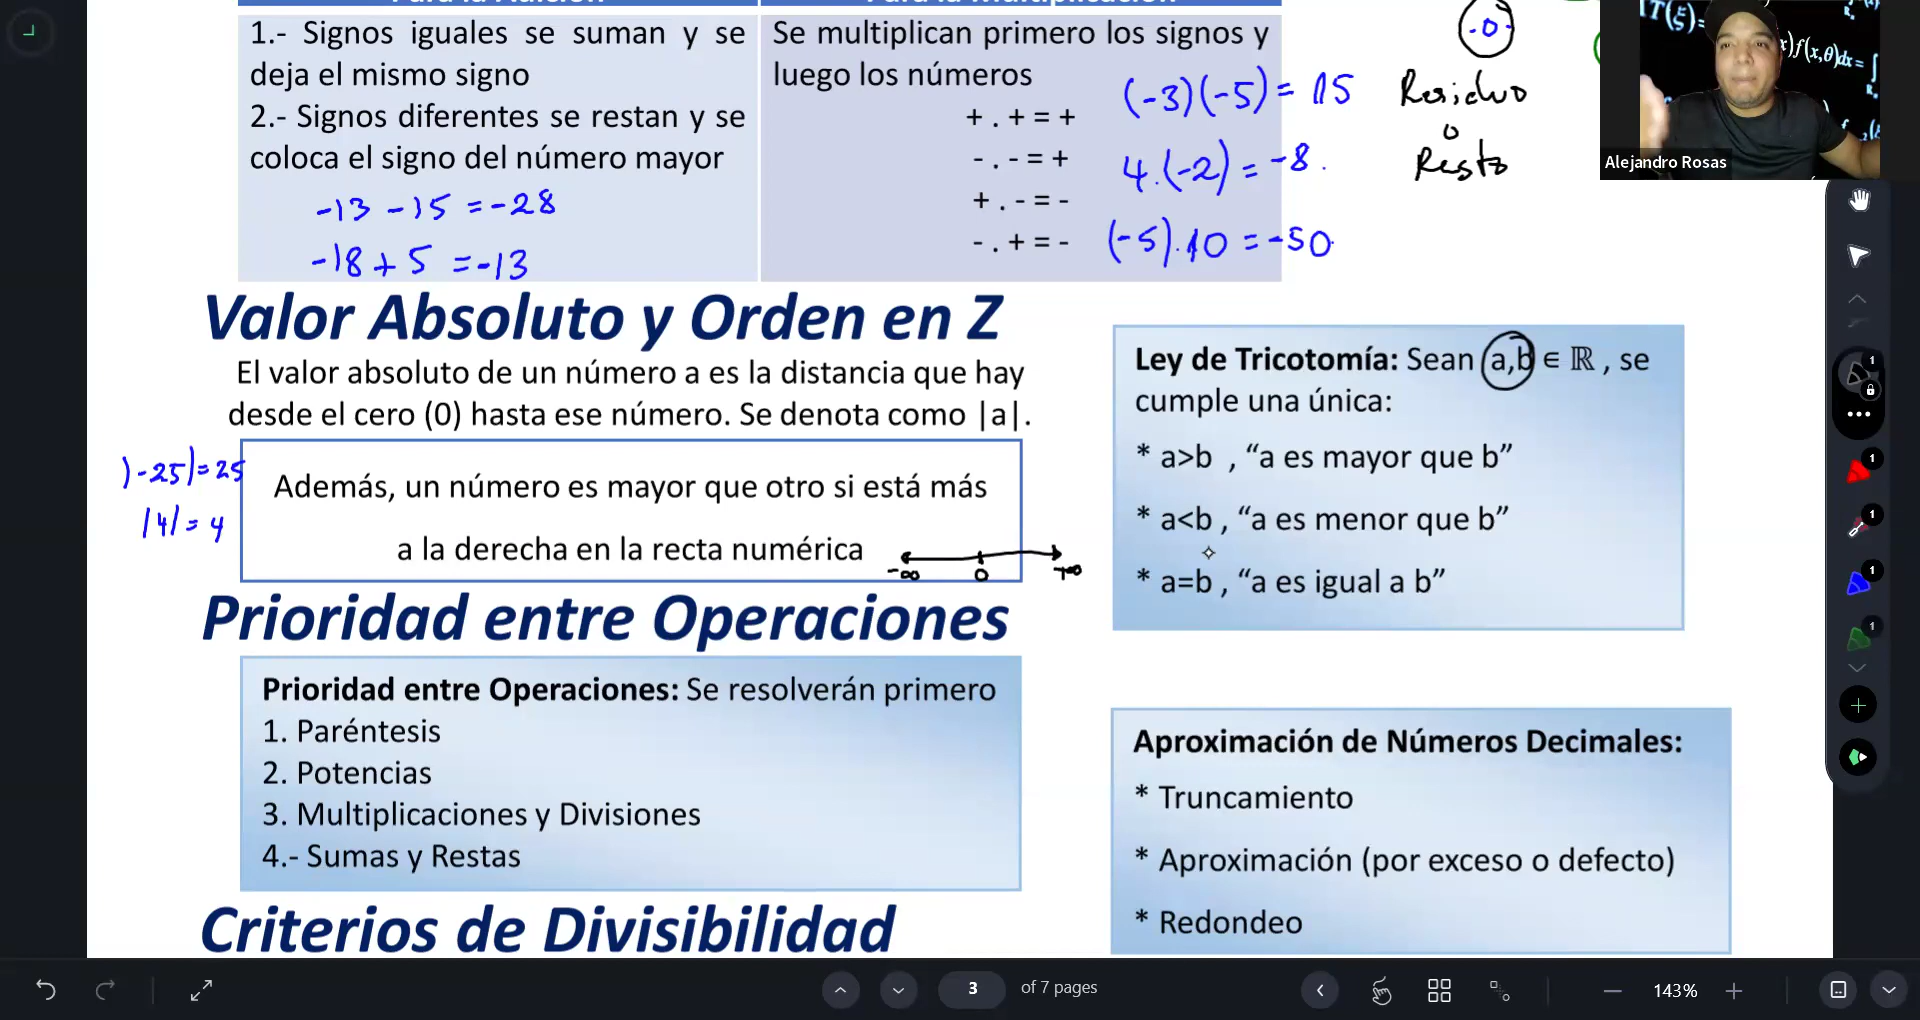 1.- Signos iguales se suman y se
deja el mismo signo
2.- Signos diferentes se restan y se
coloca el signo del número mayor
-13 -15 = -28
-18 + 5 = -13
Se multiplican primero los signos y
luego los números
+ . + = +
- . - = +
+ . - = -
- . + = -
(-3)(-5) = 15
4.(-2) = -8.
(-5).10 = -50
.0.
Residuo
o
Resto
Alejandro Rosas
Valor Absoluto y Orden en Z
El valor absoluto de un número a es la distancia que hay
desde el cero (0) hasta ese número. Se denota como |a|.
|-25| = 25
|4| = 4
Además, un número es mayor que otro si está más
a la derecha en la recta numérica
-∞ 0 +∞
Ley de Tricotomía: Sean a,b ∈ ℝ , se
cumple una única:
* a>b , “a es mayor que b”
* a<b , “a es menor que b”
* a=b , “a es igual a b”
Prioridad entre Operaciones
Prioridad entre Operaciones: Se resolverán primero
1. Paréntesis
2. Potencias
3. Multiplicaciones y Divisiones
4.- Sumas y Restas
Aproximación de Números Decimales:
* Truncamiento
* Aproximación (por exceso o defecto)
* Redondeo
Criterios de Divisibilidad
1
1
1
1
1
3 of 7 pages
143%